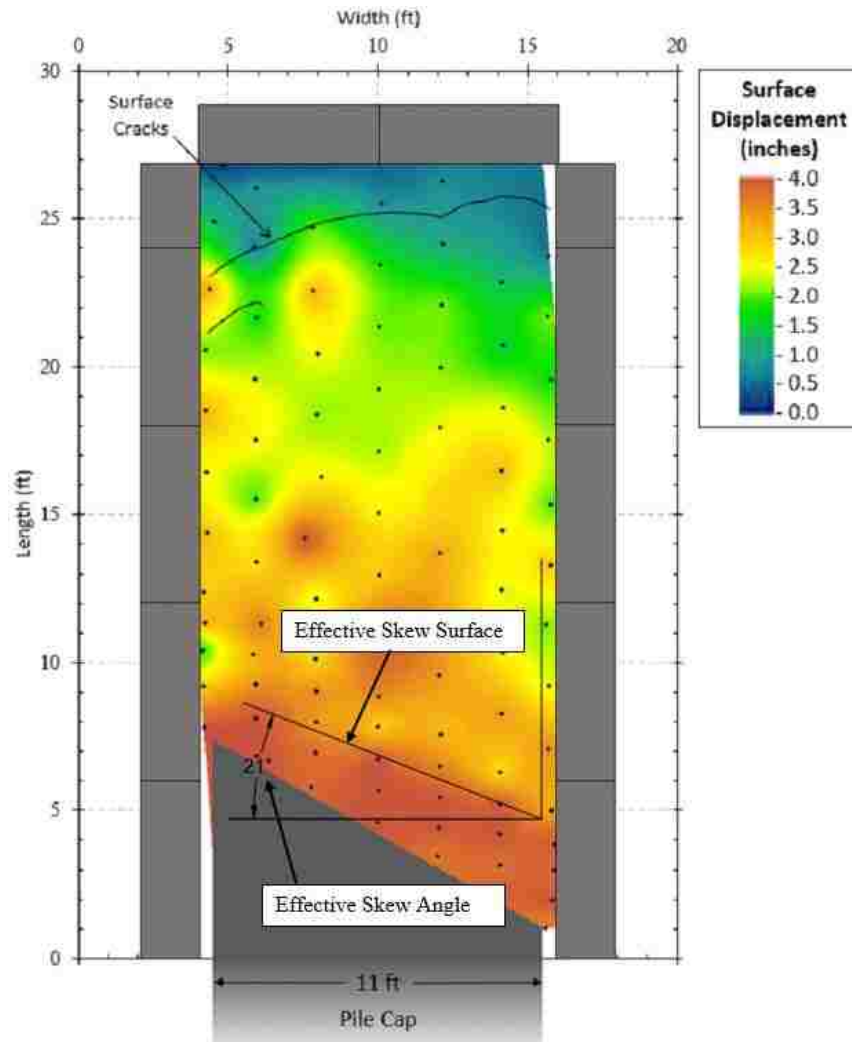 Width (ft)
0 5 10 15 20
30
25
20
15
10
5
0
Length (ft)
Surface
Cracks
Effective Skew Surface
21
Effective Skew Angle
11 ft
Pile Cap
Surface
Displacement
(inches)
4.0
3.5
3.0
2.5
2.0
1.5
1.0
0.5
0.0